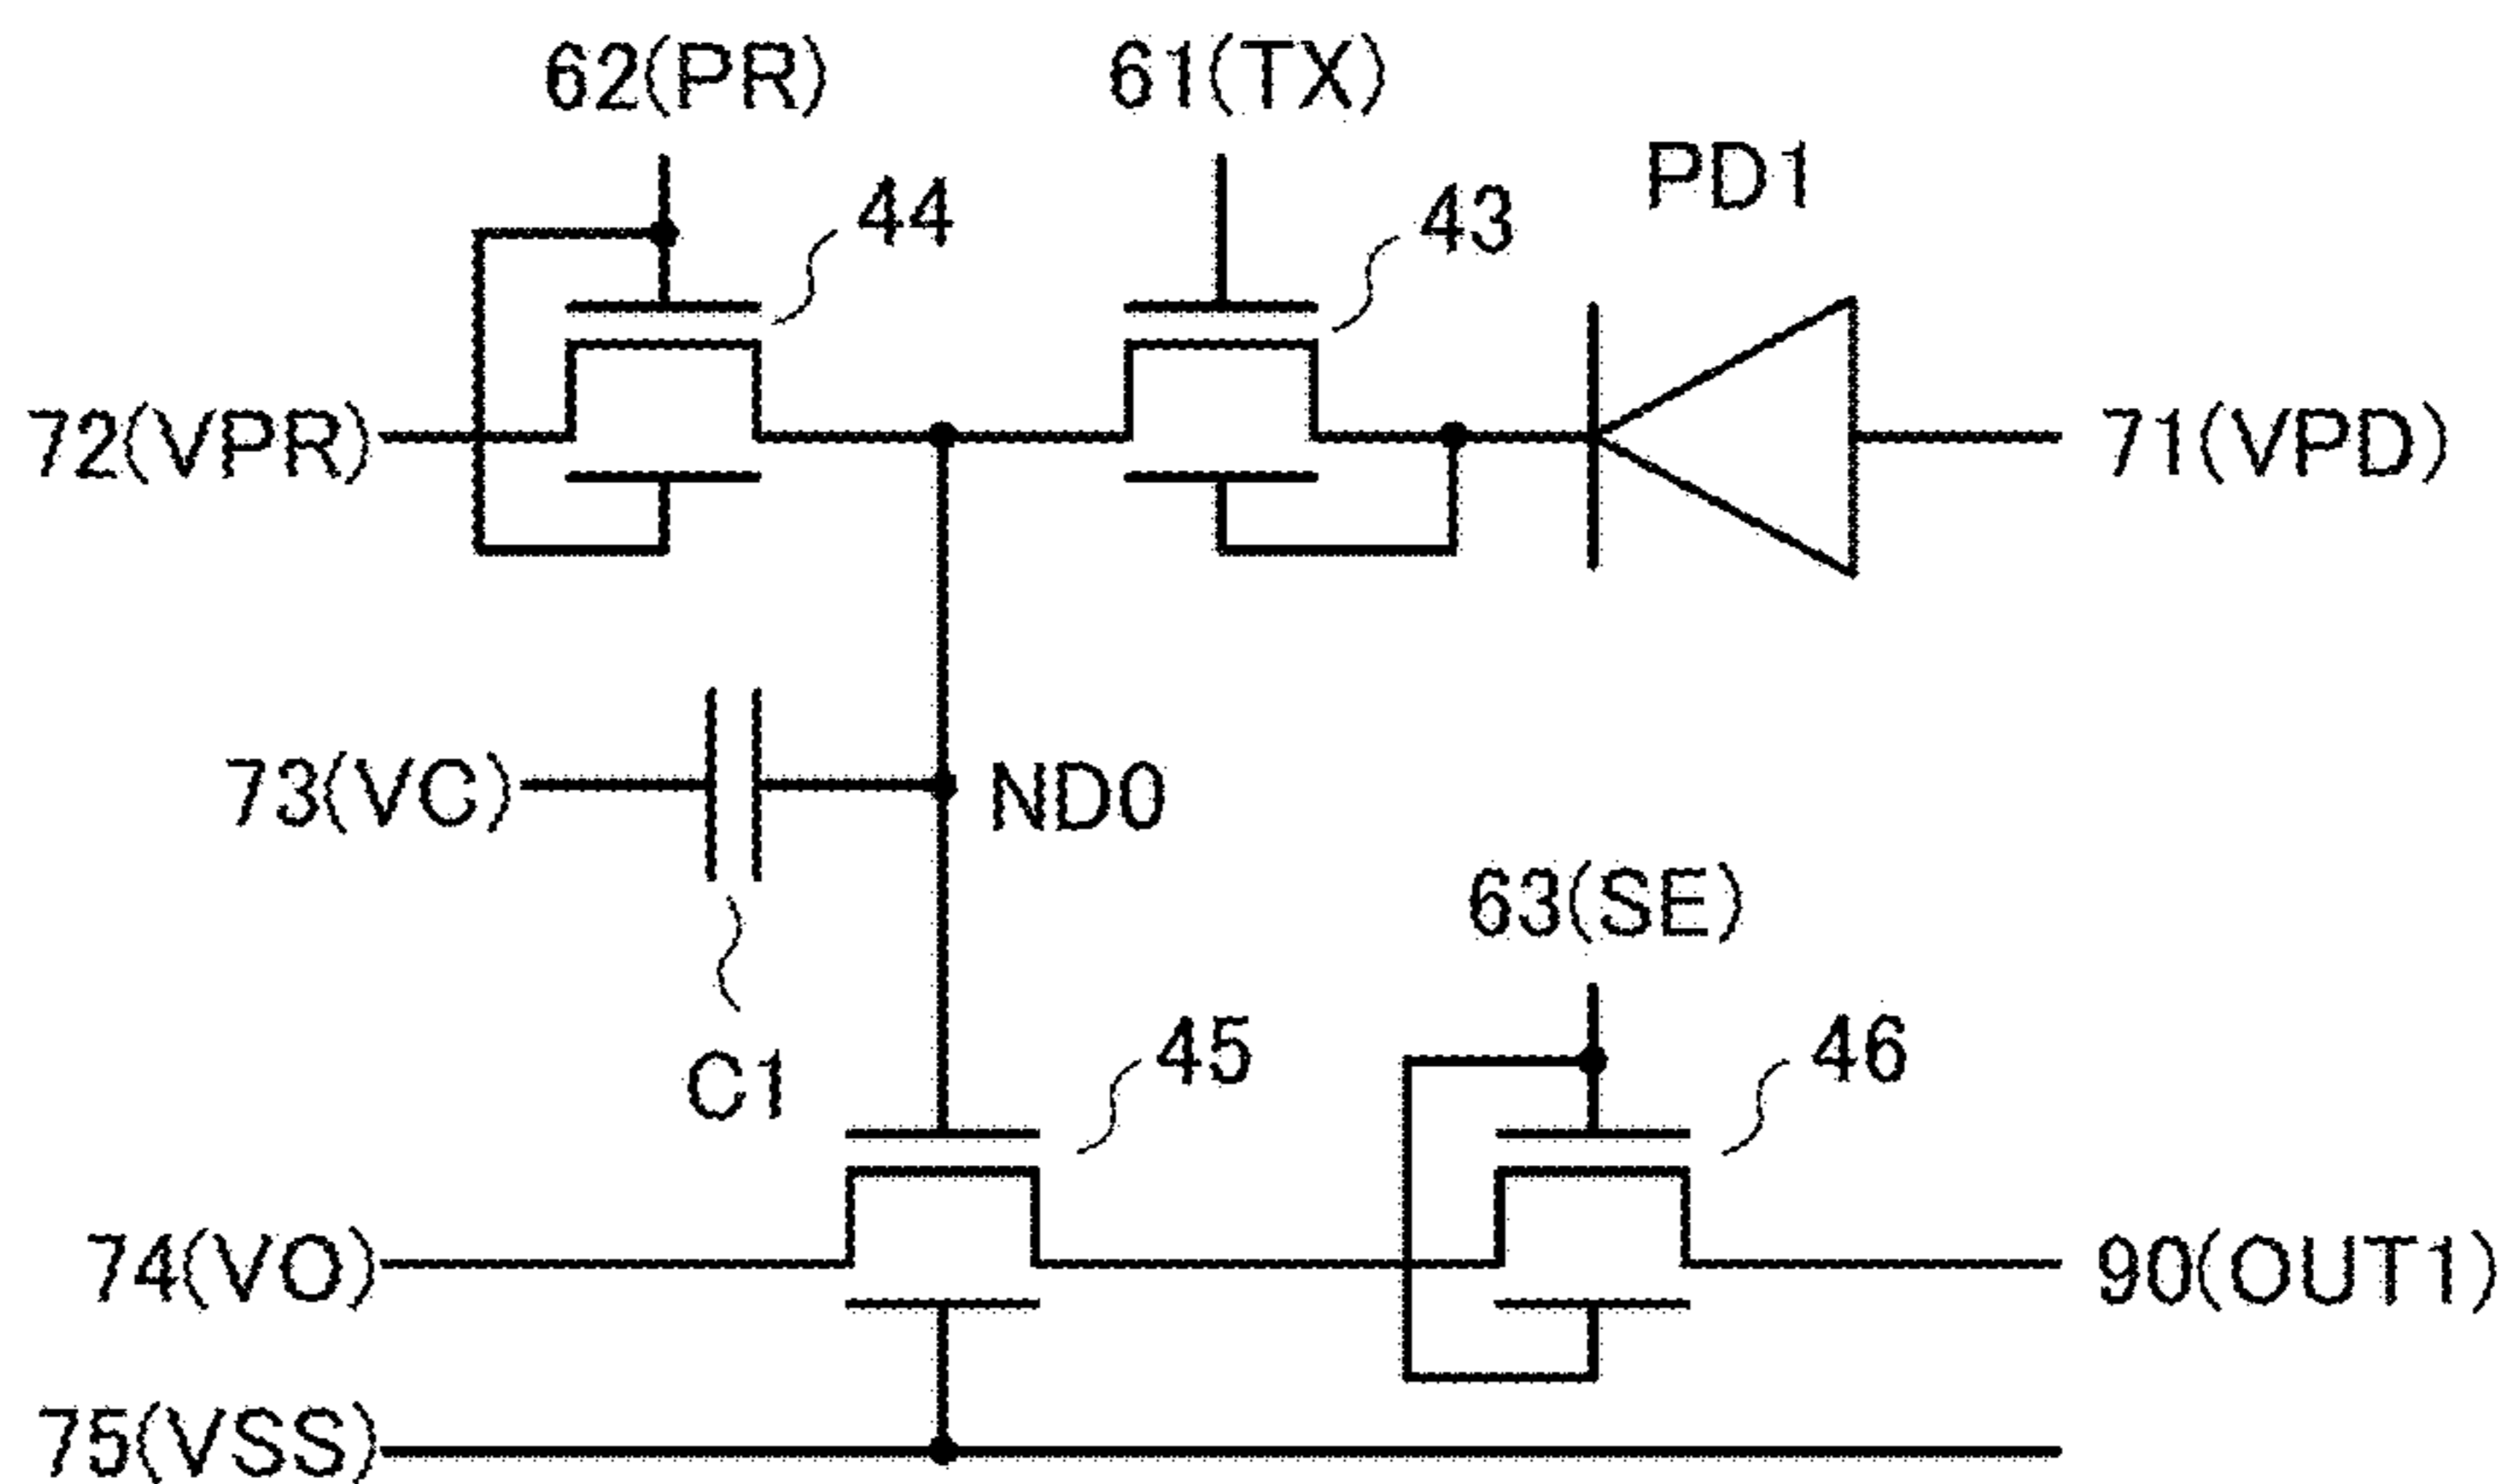 62(PR)
61(TX)
PD1
44
43
72(VPR)
71(VPD)
73(VC)
ND0
63(SE)
C1
45
46
74(VO)
90(OUT1)
75(VSS)